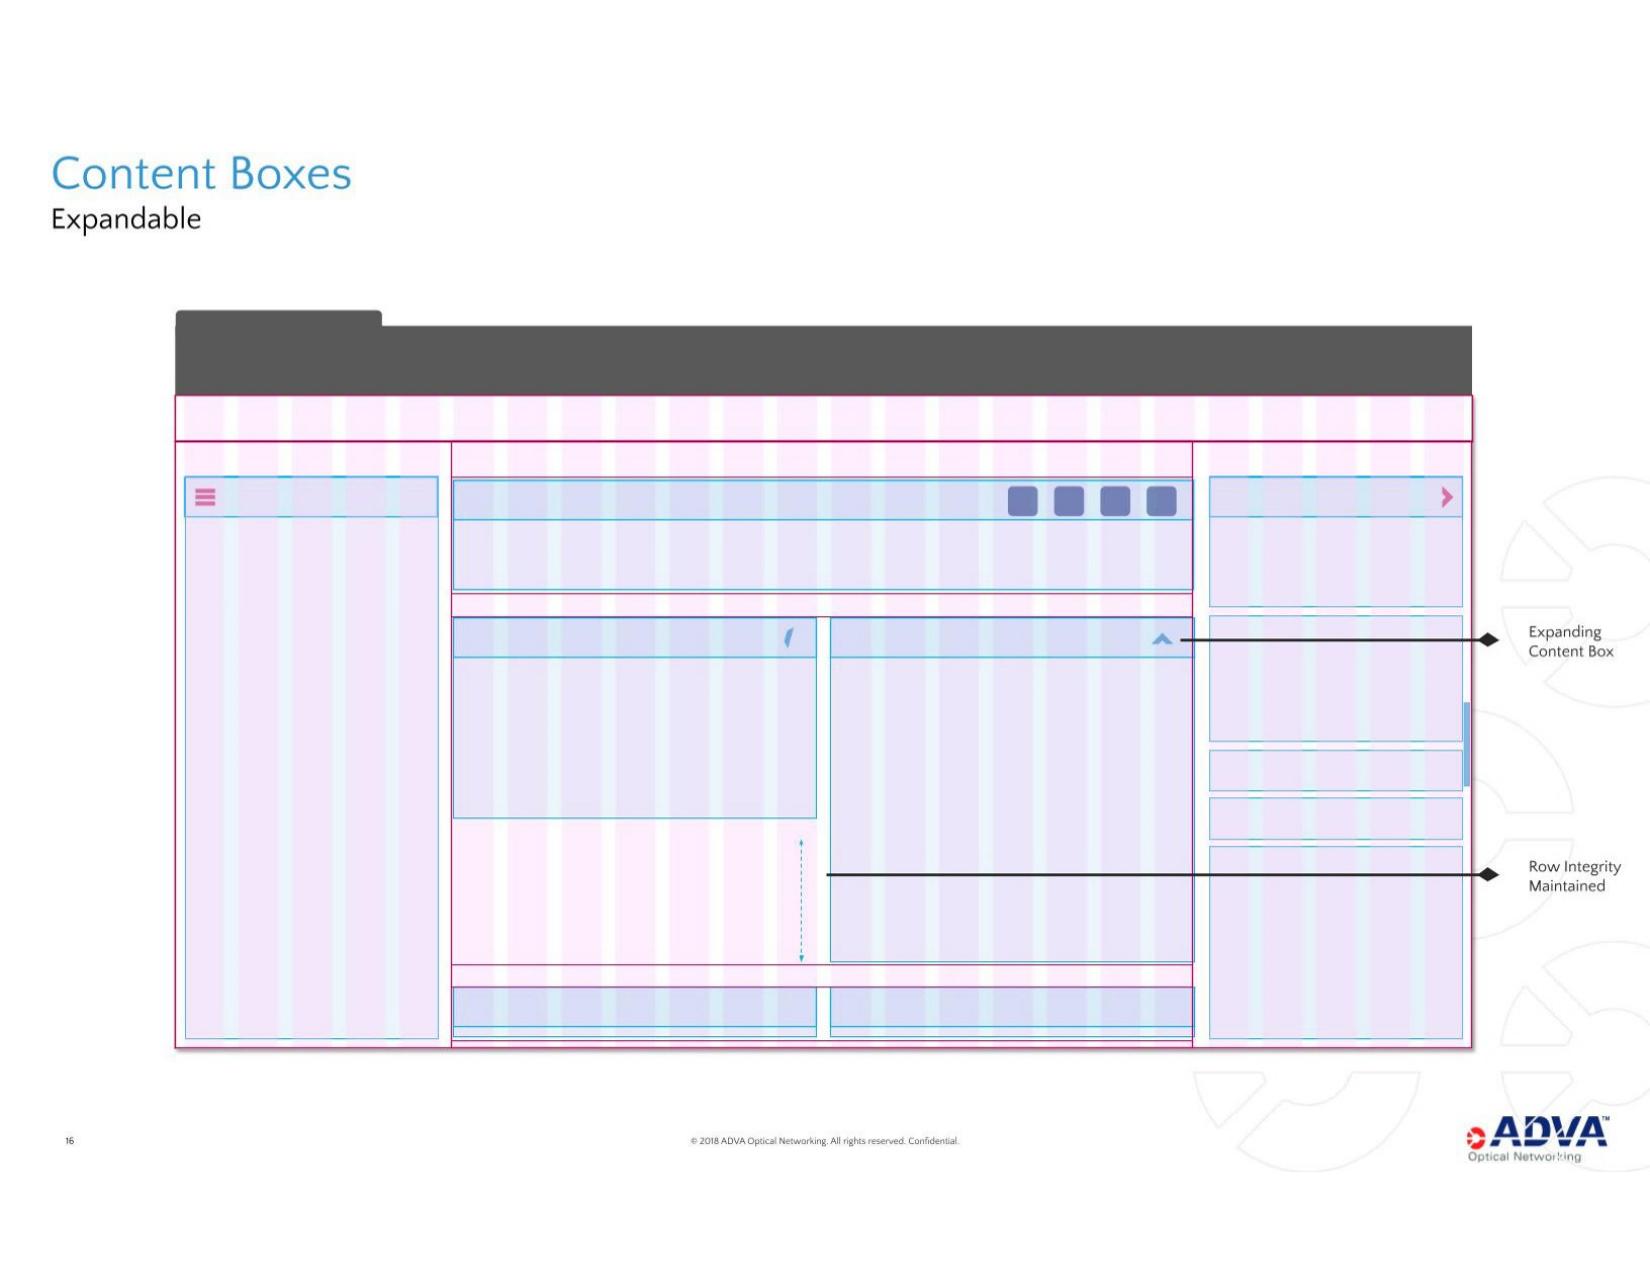 Content Boxes
Expandable
Expanding
Content Box
Row Integrity
Maintained
16
© 2018 ADVA Optical Networking. All rights reserved. Confidential.
ADVA™
Optical Networking